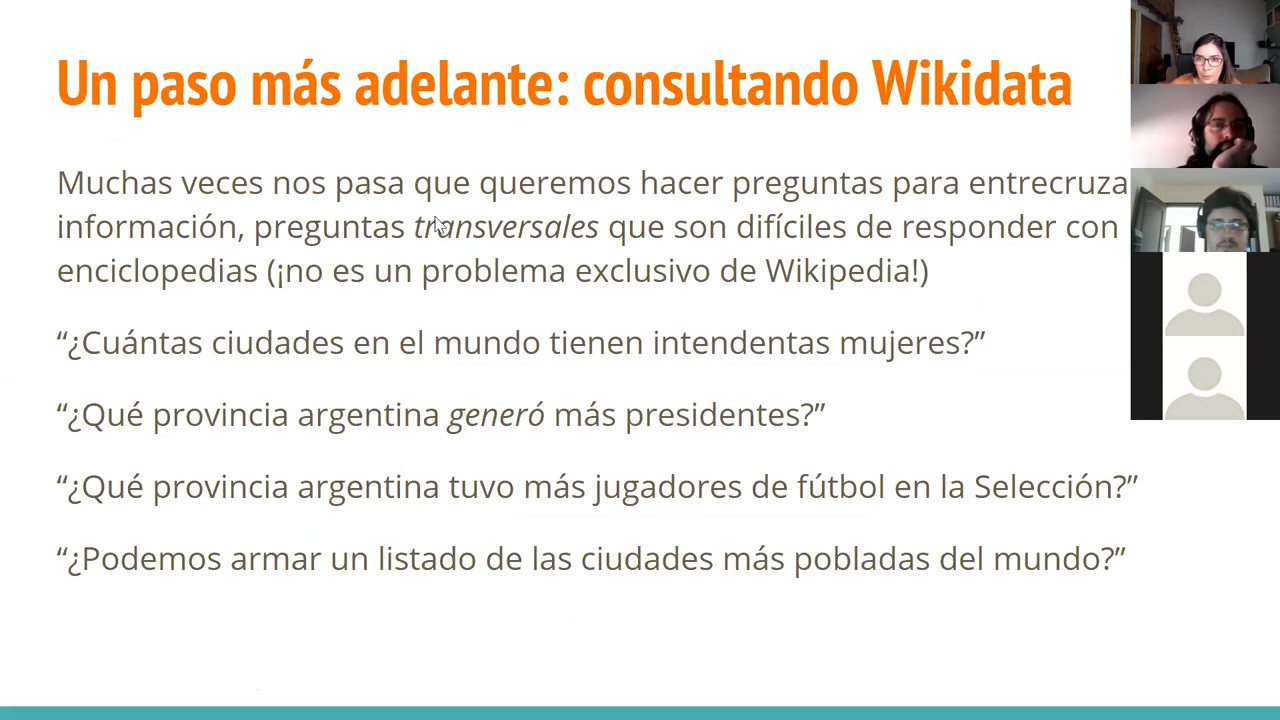 Un paso más adelante: consultando Wikidata
Muchas veces nos pasa que queremos hacer preguntas para entrecruza
información, preguntas transversales que son difíciles de responder con
enciclopedias (¡no es un problema exclusivo de Wikipedia!)
“¿Cuántas ciudades en el mundo tienen intendentas mujeres?”
“¿Qué provincia argentina generó más presidentes?”
“¿Qué provincia argentina tuvo más jugadores de fútbol en la Selección?”
“¿Podemos armar un listado de las ciudades más pobladas del mundo?”